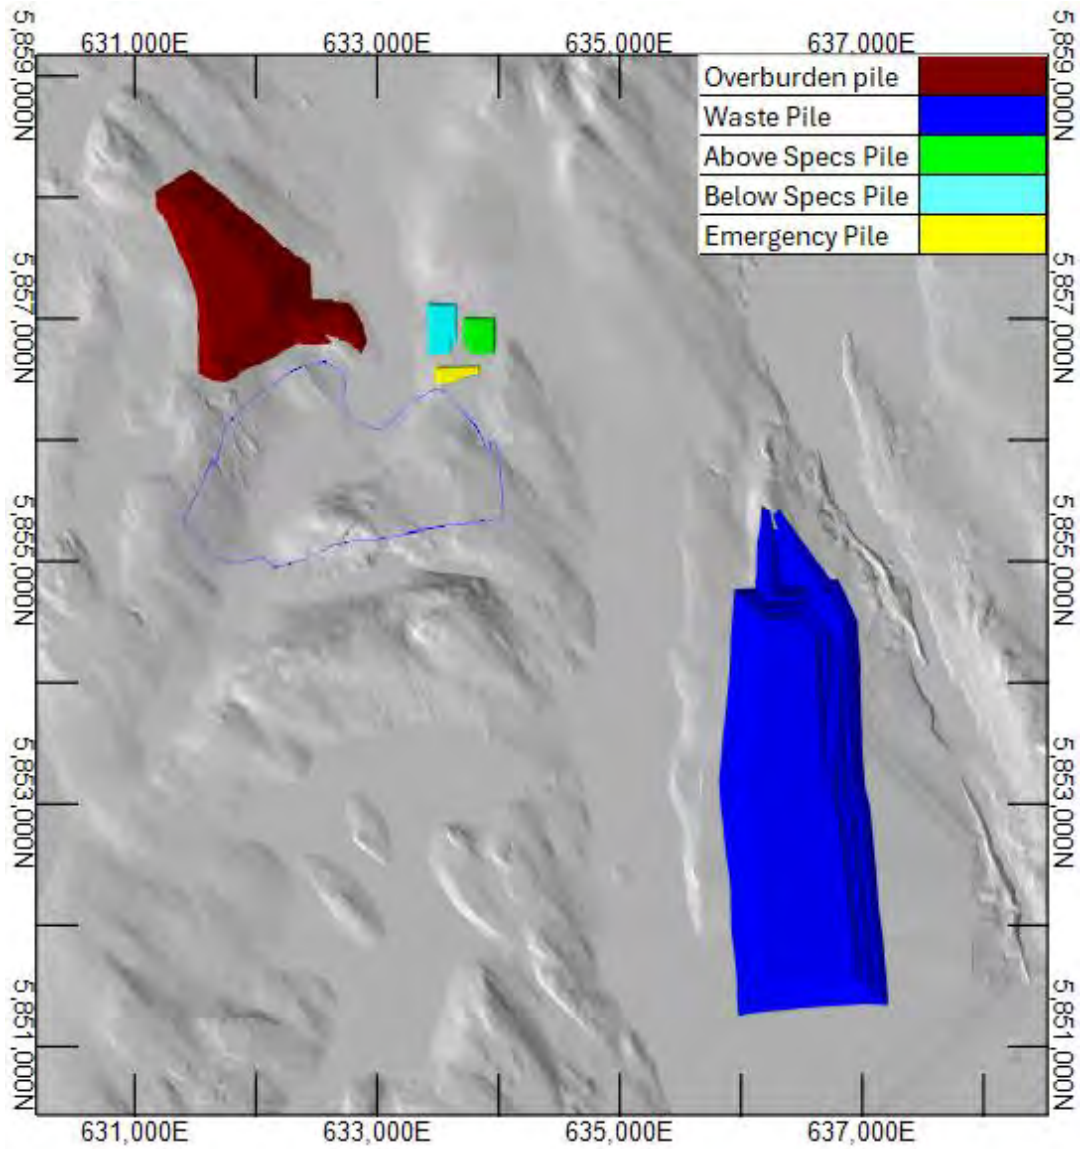 631,000E 633,000E 635,000E 637,000E
5,859,000N
5,859,000N
Overburden pile
Waste Pile
Above Specs Pile
Below Specs Pile
Emergency Pile
5,857,000N
5,857,000N
5,855,000N
5,855,000N
5,853,000N
5,853,000N
5,851,000N
5,851,000N
631,000E 633,000E 635,000E 637,000E